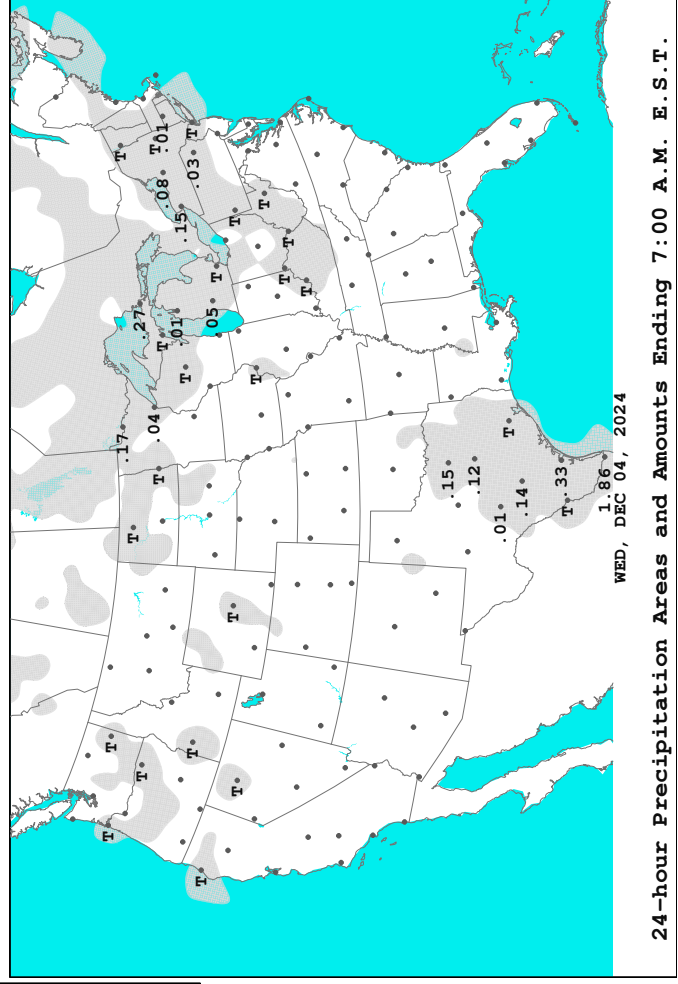 T
T
T
.17
T
.27
T
T
.04
T
.08
T
.01
.01
.15
T
T
.03
T
T
.05
T
T
T
T
T
T
T
T
T
.15
.12
.01
T
.14
T
.33
1.86
WED, DEC 04, 2024
24-hour Precipitation Areas and Amounts Ending 7:00 A.M. E.S.T.